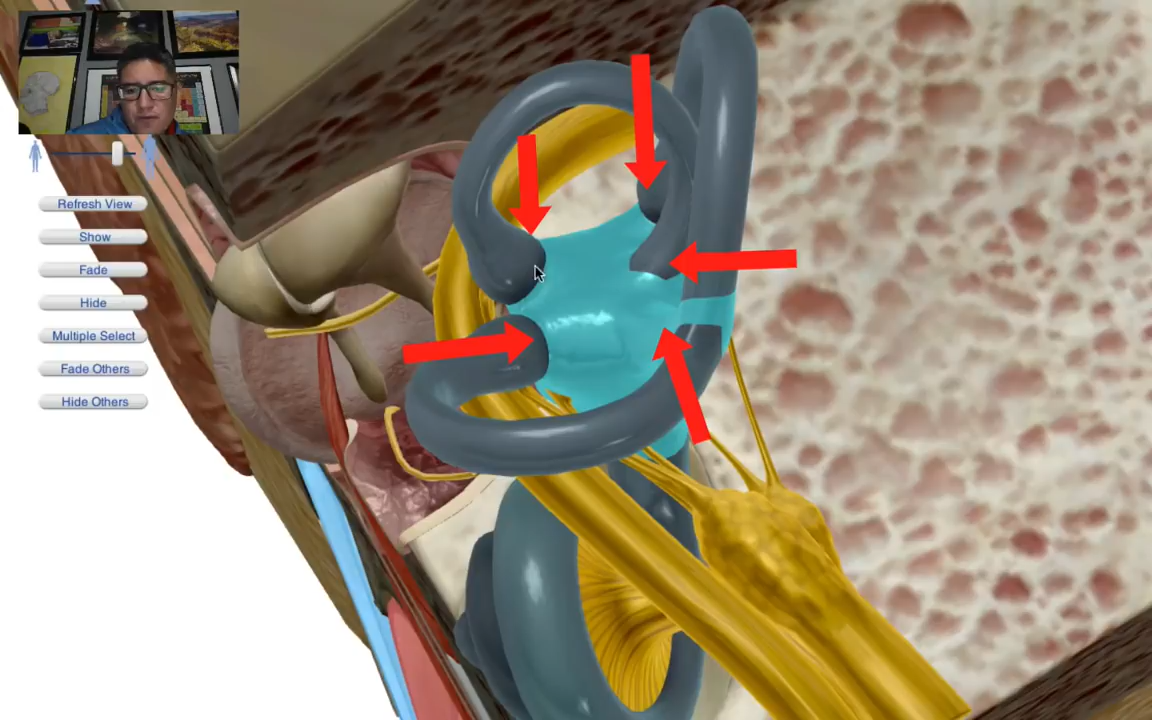 Refresh View
Show
Fade
Hide
Multiple Select
Fade Others
Hide Others